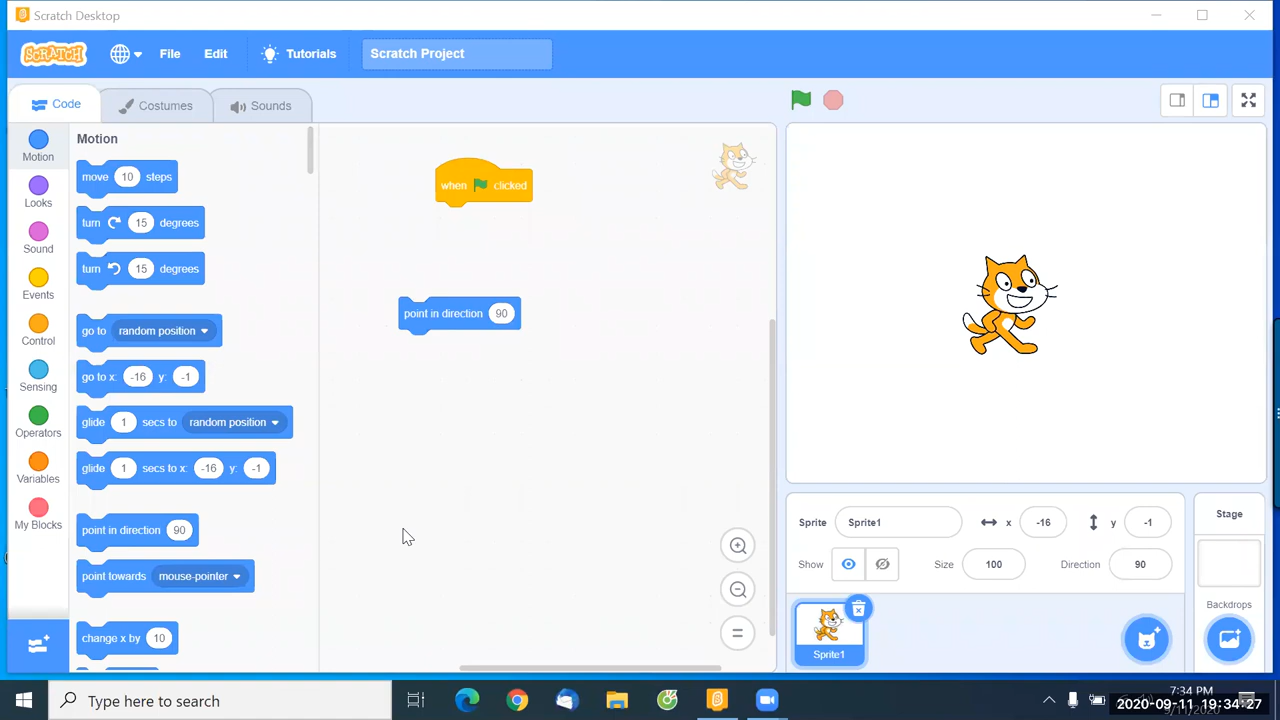 Scratch Desktop
SCRATCH File Edit Tutorials Scratch Project
Code Costumes Sounds
Motion
Looks
Sound
Events
Control
Sensing
Operators
Variables
My Blocks
Motion
move 10 steps
turn 15 degrees
turn 15 degrees
go to random position
go to x: -16 y: -1
glide 1 secs to random position
glide 1 secs to x: -16 y: -1
point in direction 90
point towards mouse-pointer
change x by 10
when clicked
point in direction 90
Sprite Sprite1 x -16 y -1
Show Size 100 Direction 90
Sprite1
Stage
Backdrops
Type here to search
7:34 PM
2020-09-11 19:34:27